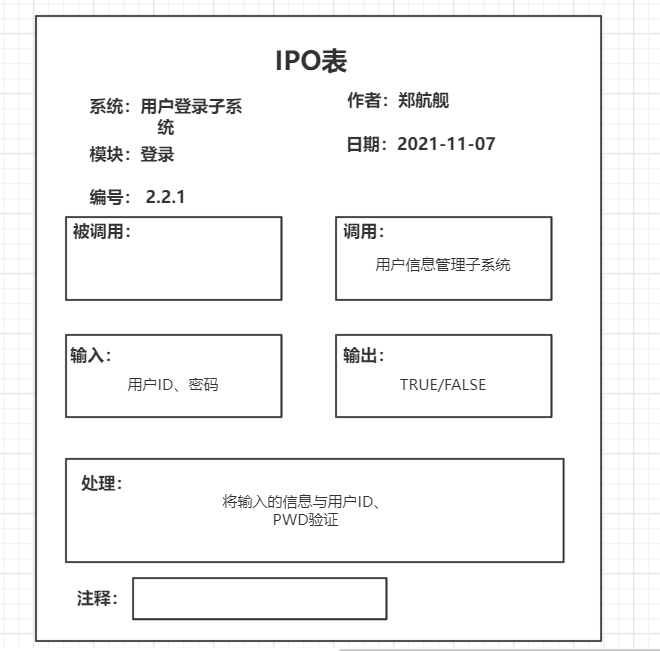 IPO表
系统：用户登录子系
统
作者：郑航舰
模块：登录
日期：2021-11-07
编号： 2.2.1
被调用：
调用：
用户信息管理子系统
输入：
用户ID、密码
输出：
TRUE/FALSE
处理：
将输入的信息与用户ID、
PWD验证
注释：